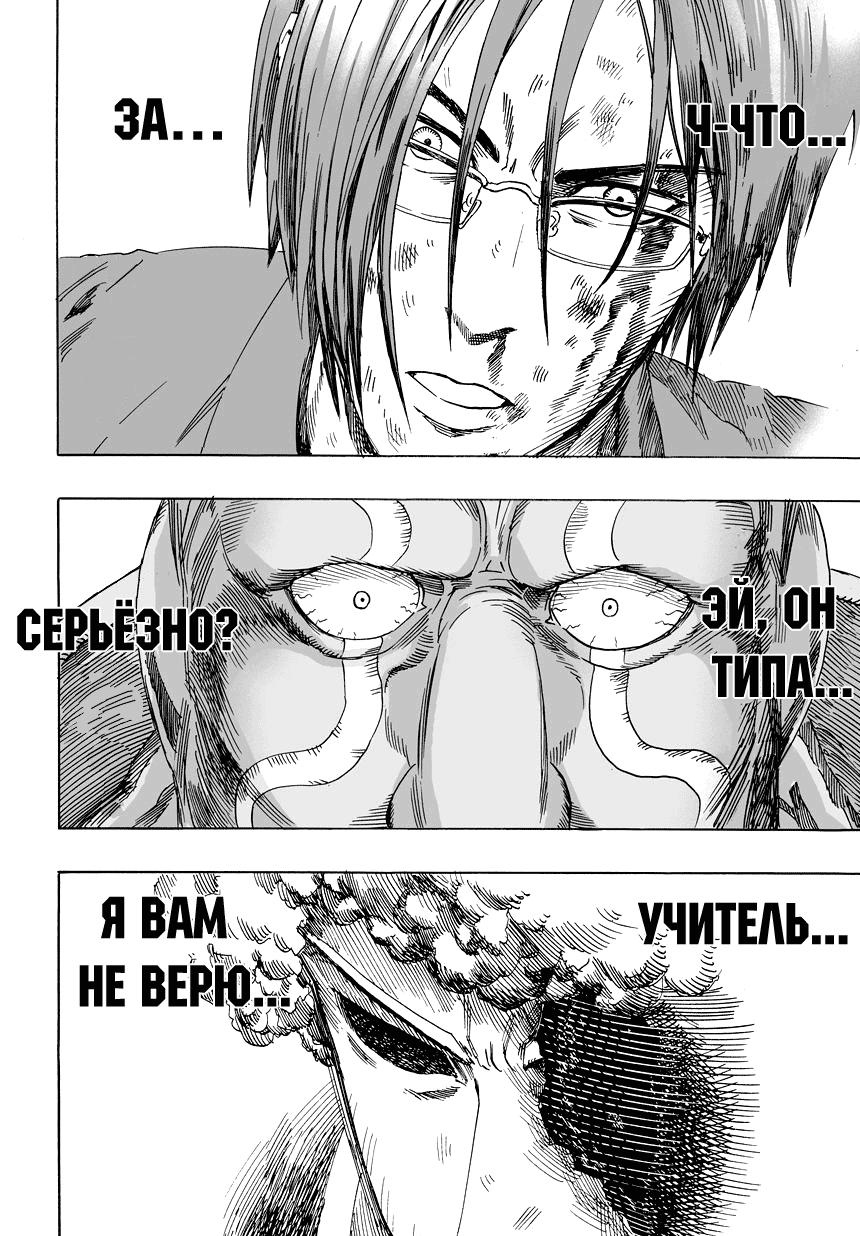 Ч-ЧТО...
ЗА...
ЭЙ, ОН
ТИПА...
СЕРЬЁЗНО?
УЧИТЕЛЬ...
Я ВАМ
НЕ ВЕРЮ...